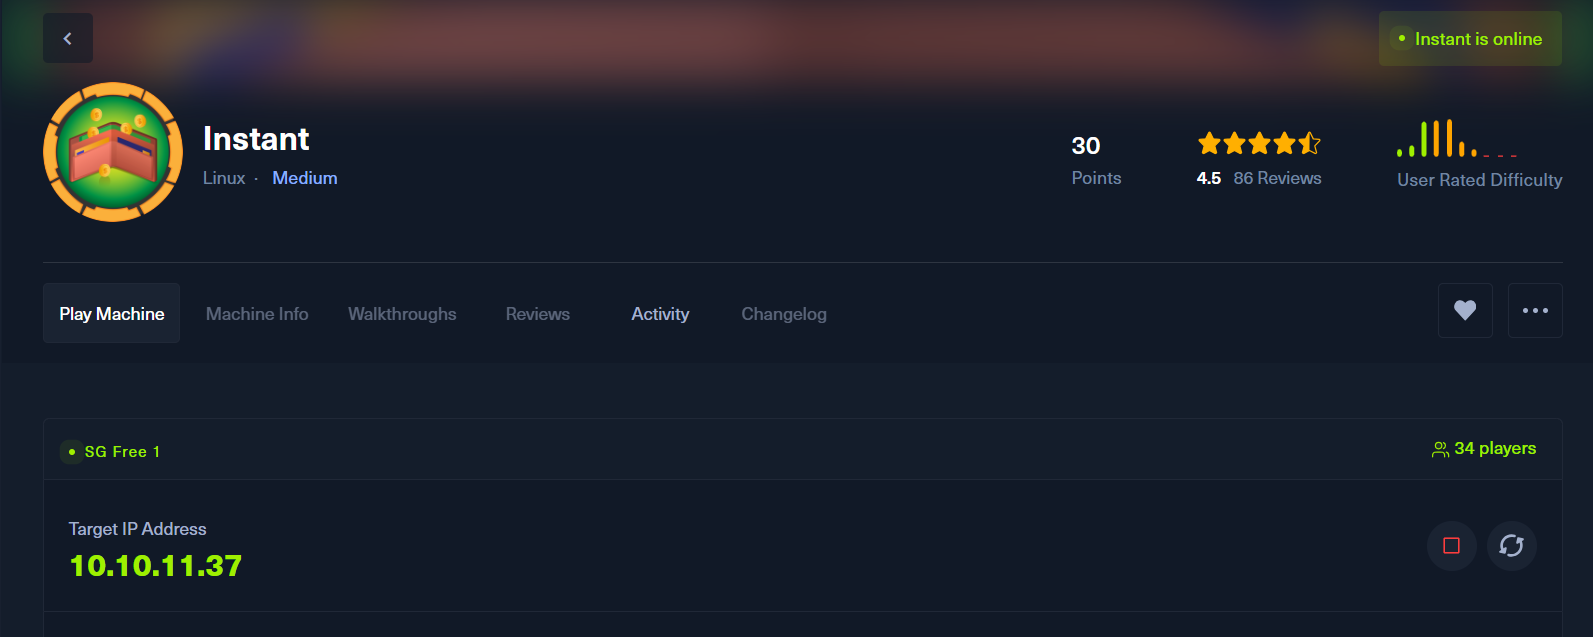 Instant is online
Instant
Linux · Medium
30
Points
4.5 86 Reviews
User Rated Difficulty
Play Machine
Machine Info
Walkthroughs
Reviews
Activity
Changelog
SG Free 1
34 players
Target IP Address
10.10.11.37